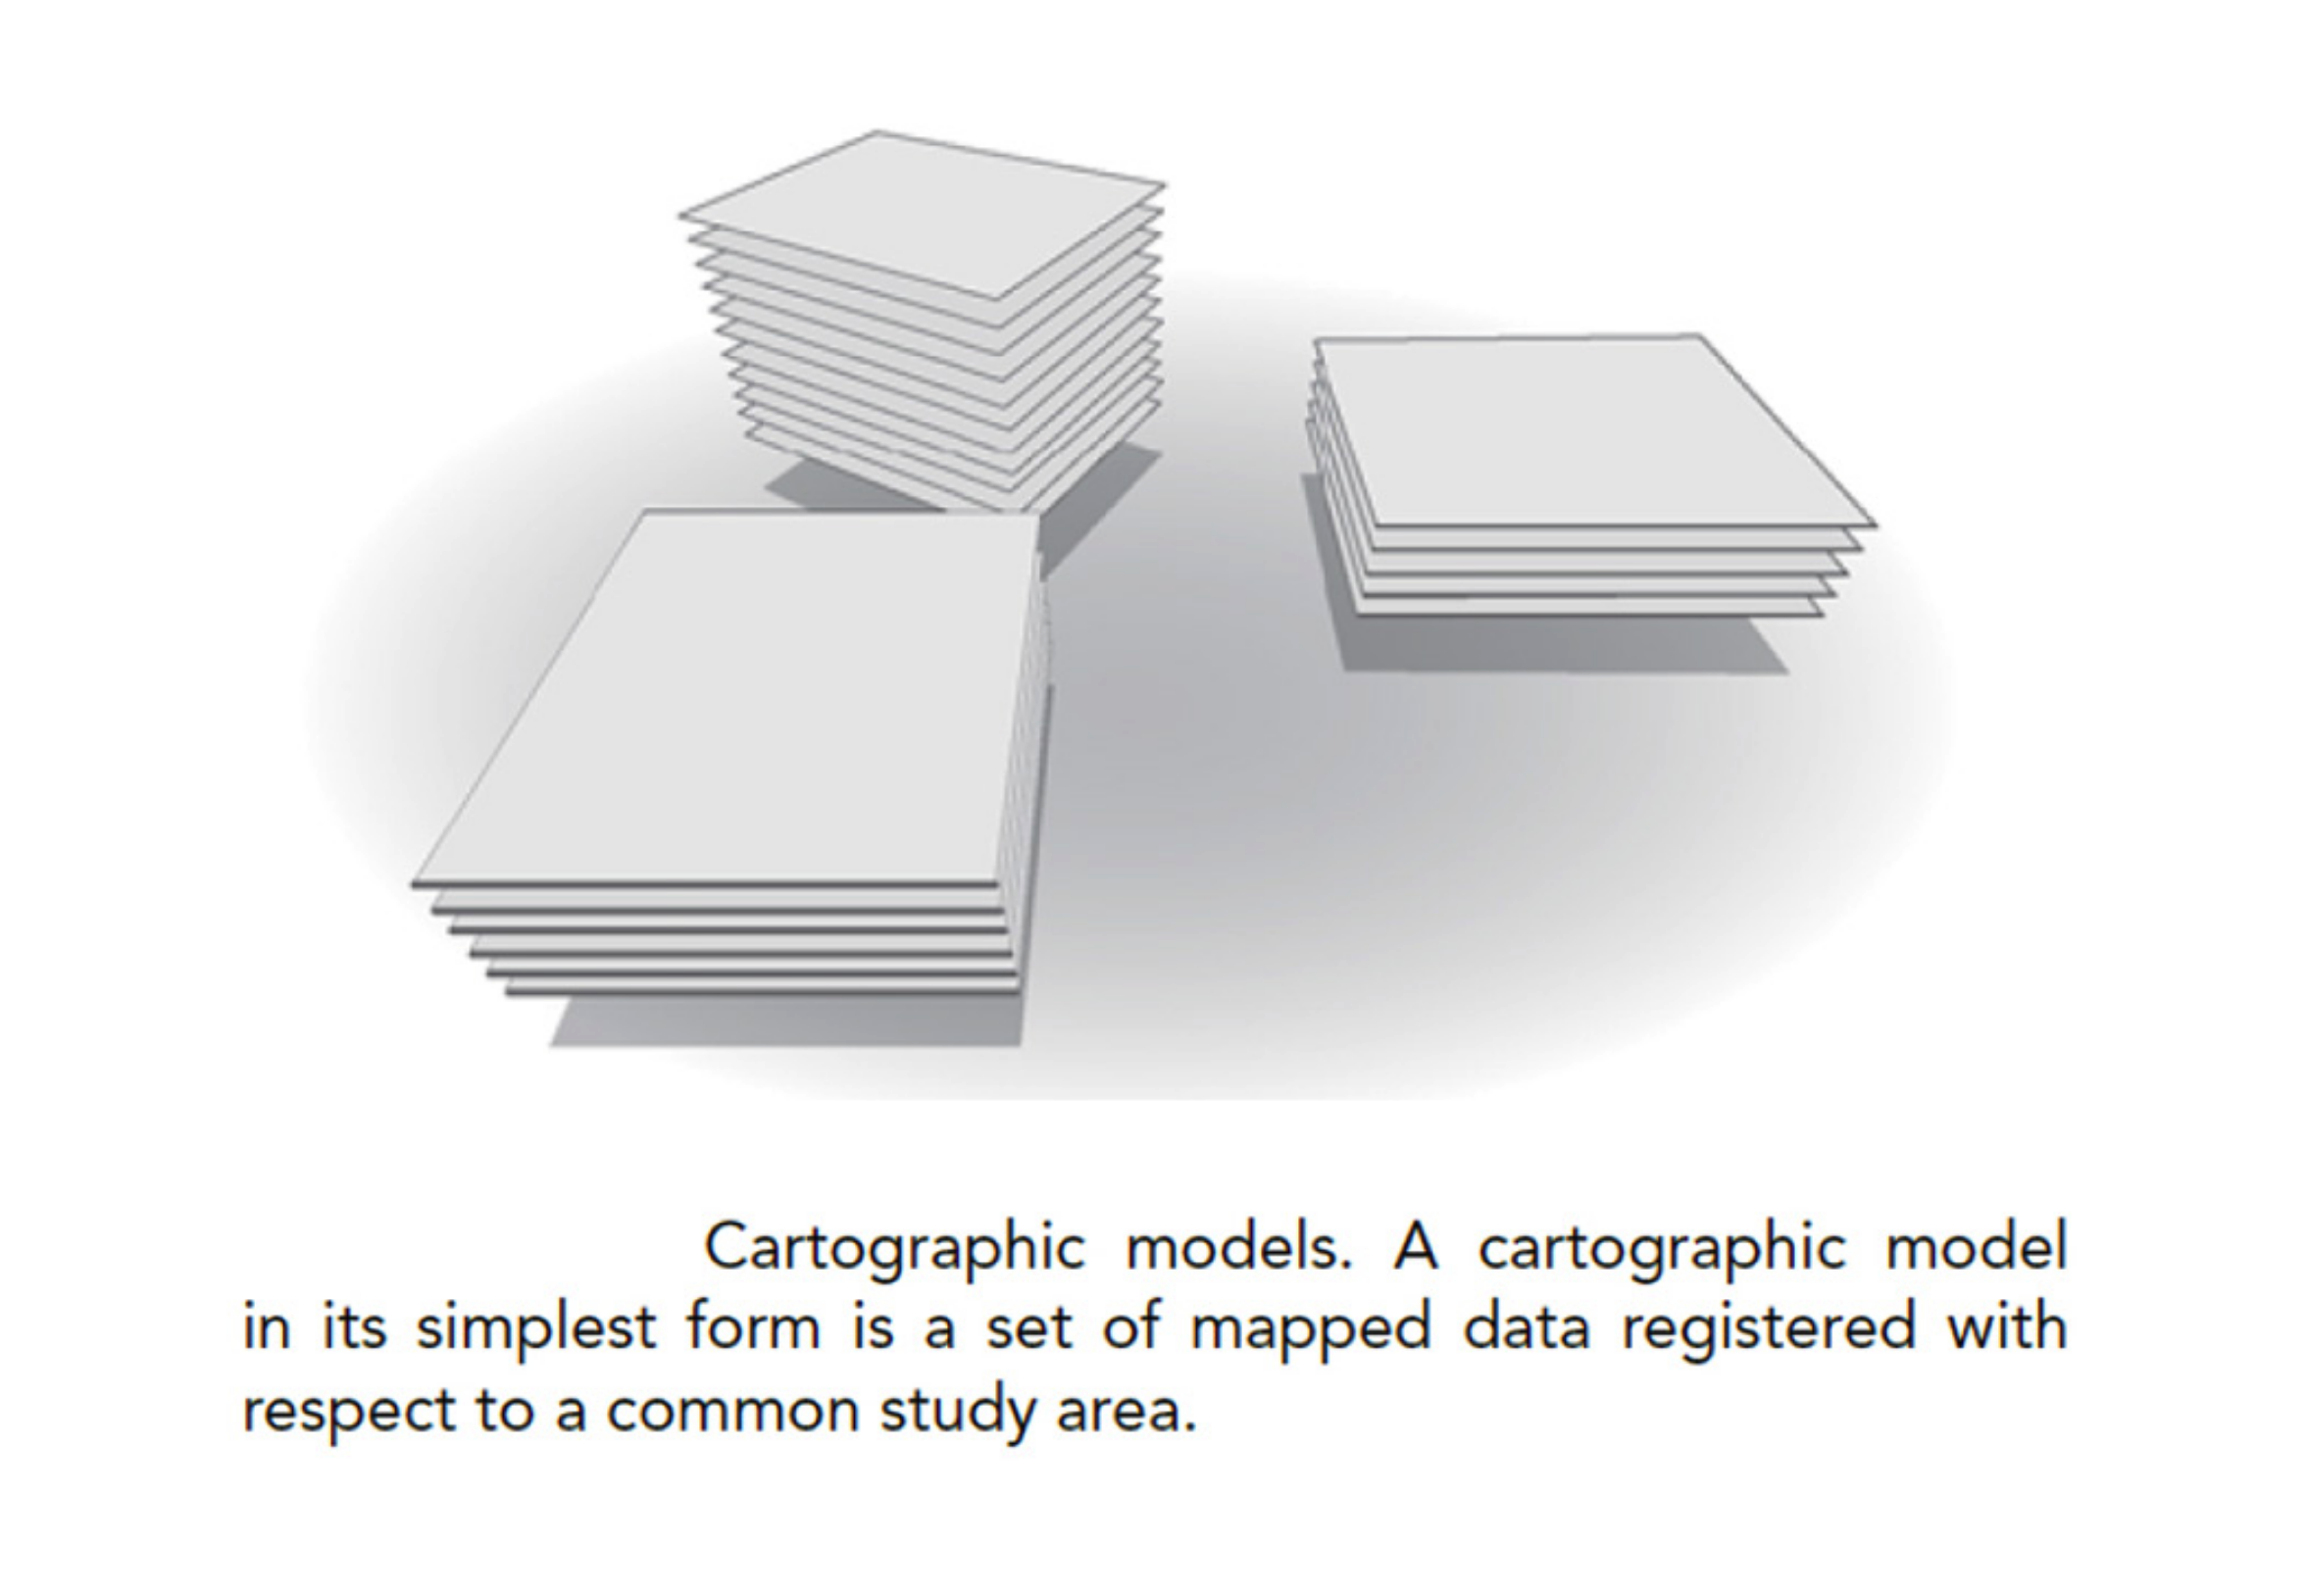 Cartographic models. A cartographic model
in its simplest form is a set of mapped data registered with
respect to a common study area.